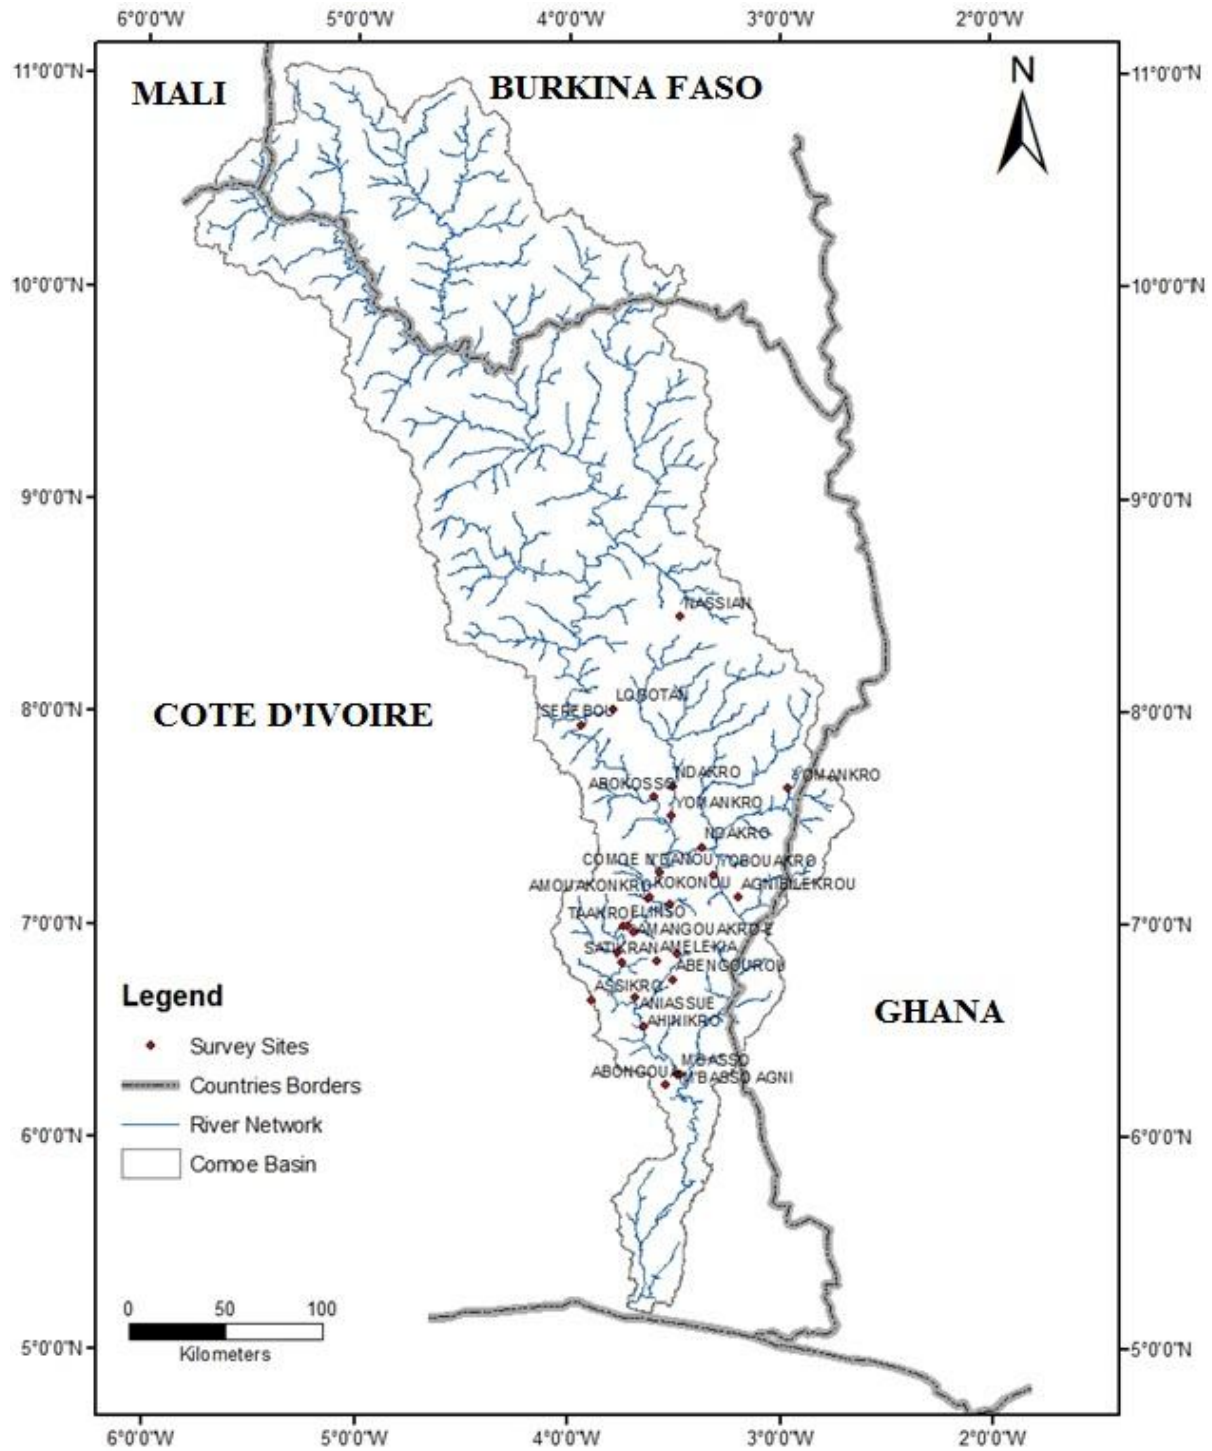 6°0'0"W 5°0'0"W 4°0'0"W 3°0'0"W 2°0'0"W
11°0'0"N
11°0'0"N
MALI
BURKINA FASO
N
10°0'0"N
10°0'0"N
9°0'0"N
9°0'0"N
NASSIAN
8°0'0"N
8°0'0"N
LOBOTAN
SEREBOU
COTE D'IVOIRE
NDAKRO
YOMANKRO
ABOKOSSO
YOMANKRO
NDAKRO
COMOE N'DANOU
YOBOUAKRO
AMOUAKONKRO
KOKONOU
AGNIBILEKROU
7°0'0"N
7°0'0"N
TAAKRO
ELINSO
AMANGOUAKRO E
SATIKRAN
AMELEKIA
ABENGOUROU
ASSIKRO
ANIASSUE
AHINIKRO
GHANA
M'BASSO
ABONGOUA
M'BASSO AGNI
Legend
Survey Sites
Countries Borders
River Network
Comoe Basin
6°0'0"N
6°0'0"N
0 50 100
Kilometers
5°0'0"N
5°0'0"N
6°0'0"W 5°0'0"W 4°0'0"W 3°0'0"W 2°0'0"W